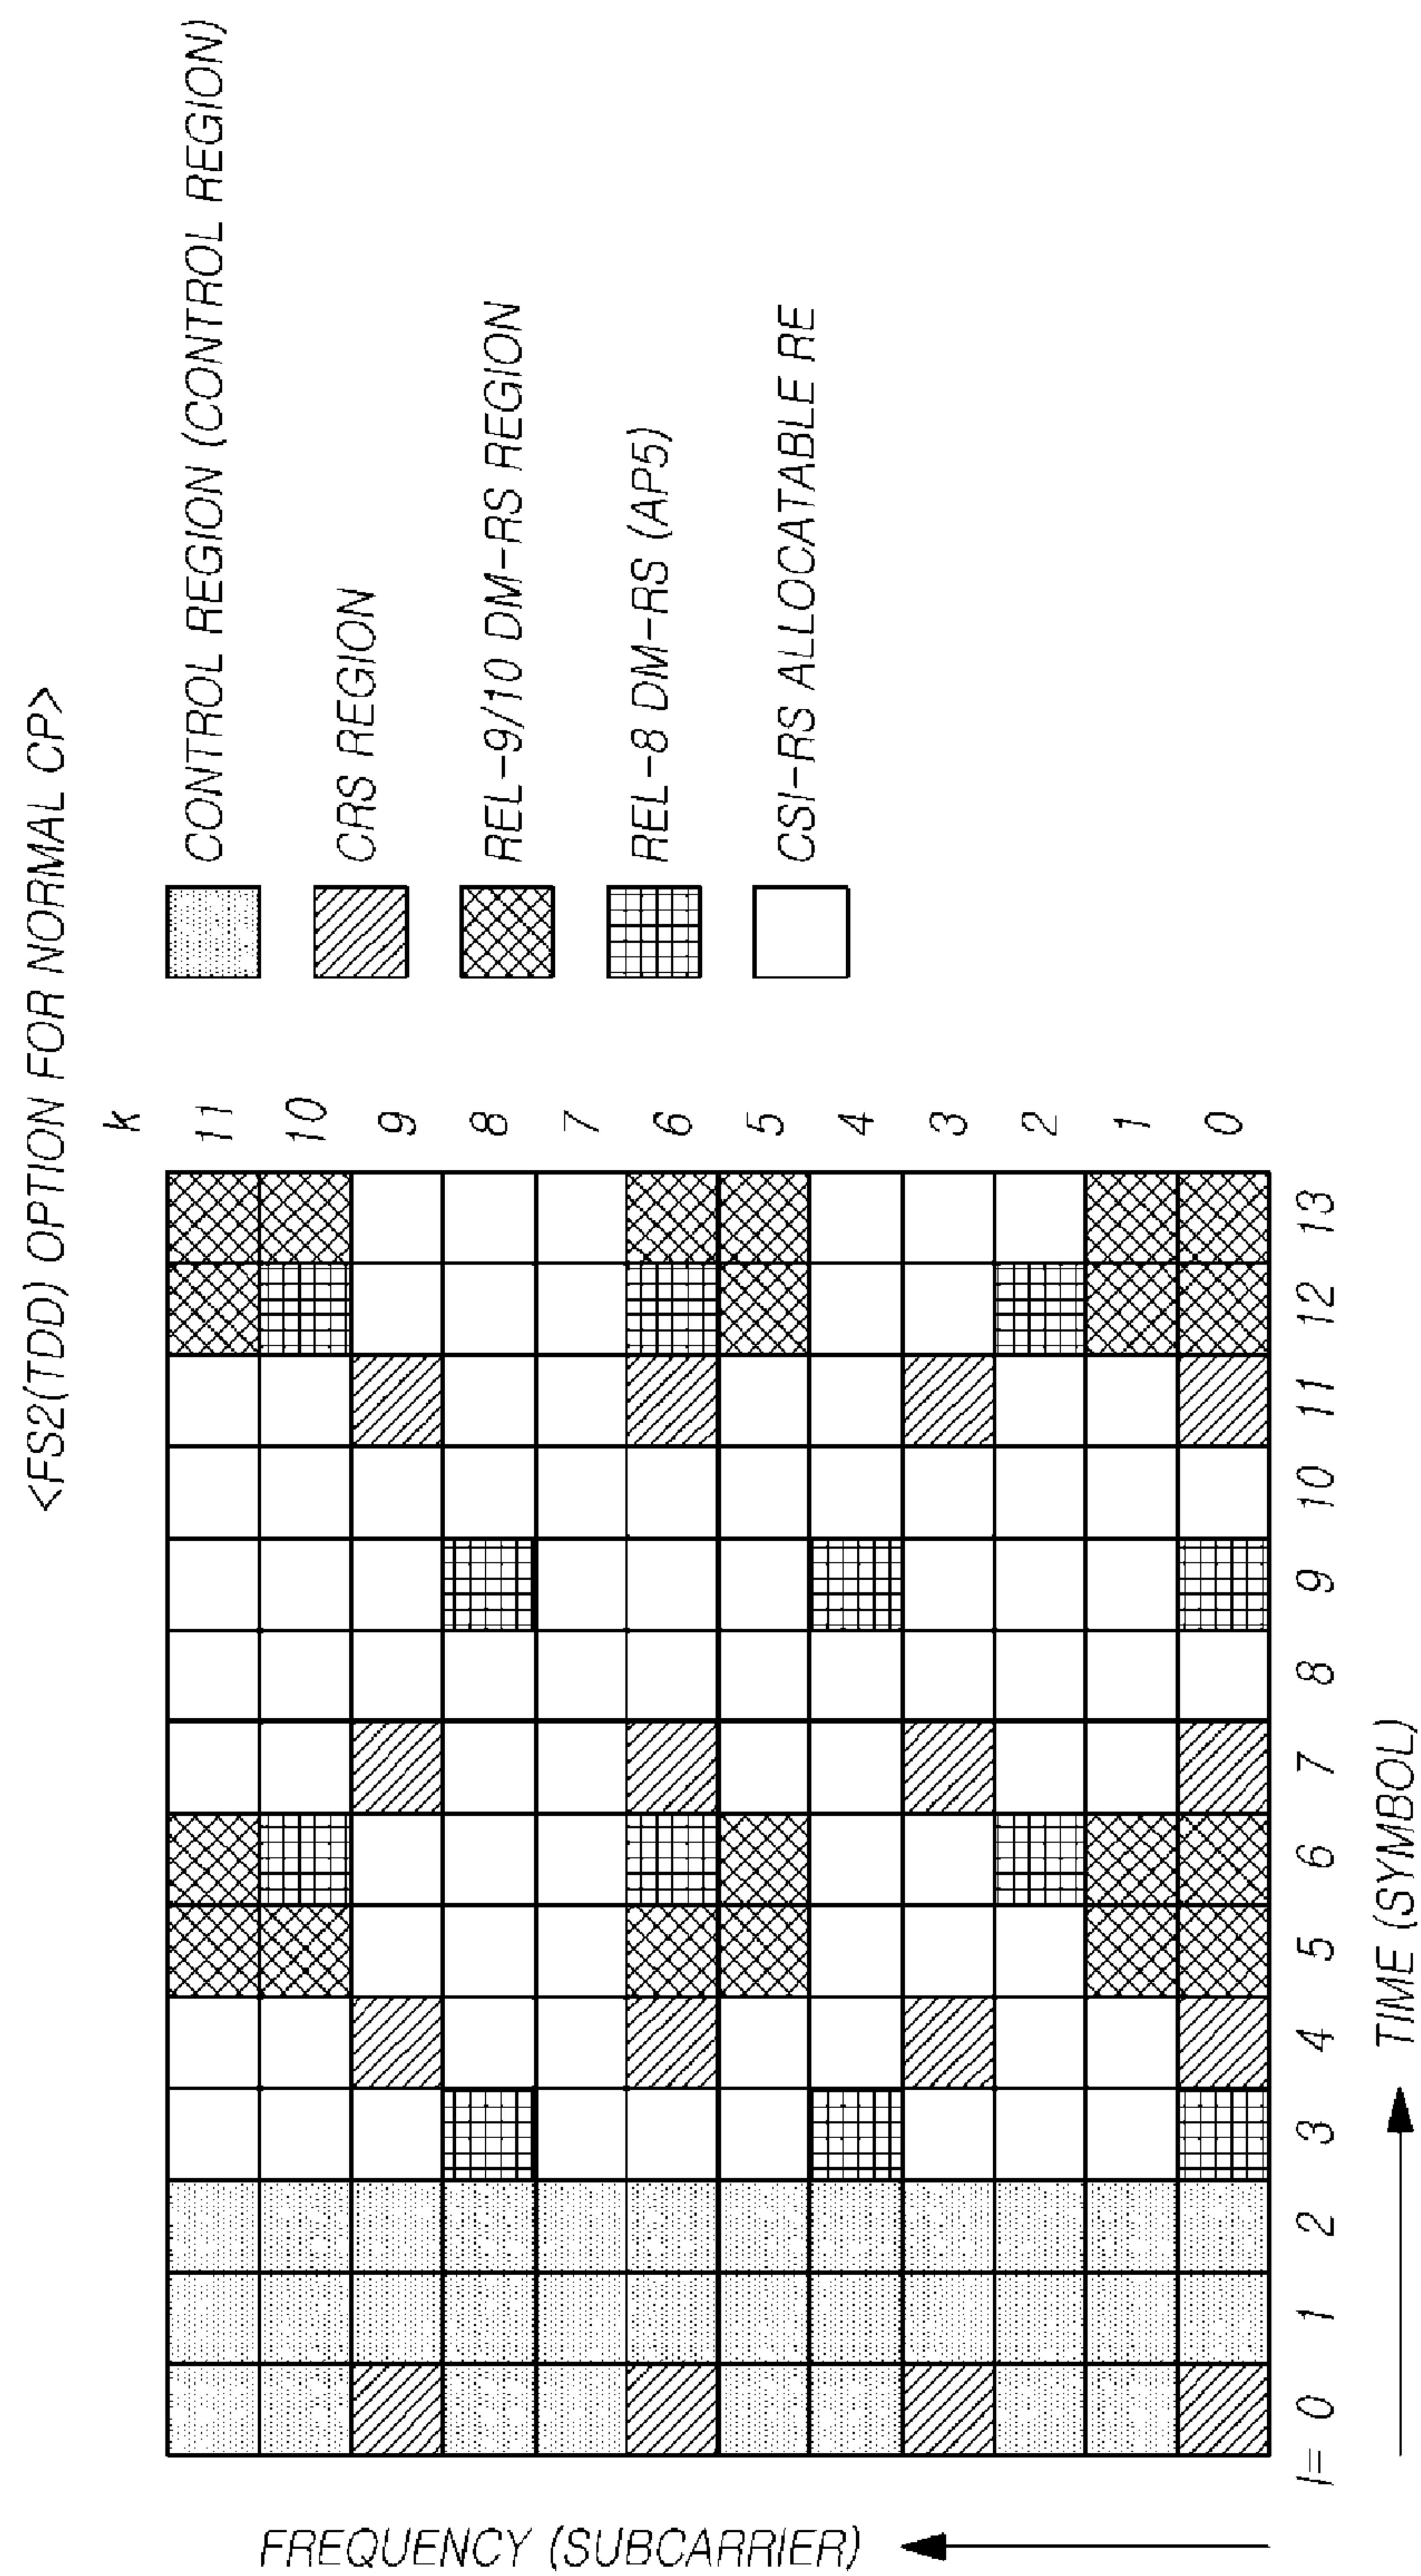 <FS2(TDD) OPTION FOR NORMAL CP>
FREQUENCY (SUBCARRIER)
k
11
10
9
8
7
6
5
4
3
2
1
0
l= 0 1 2 3 4 5 6 7 8 9 10 11 12 13
TIME (SYMBOL)
CONTROL REGION (CONTROL REGION)
CRS REGION
REL-9/10 DM-RS REGION
REL-8 DM-RS (AP5)
CSI-RS ALLOCATABLE RE